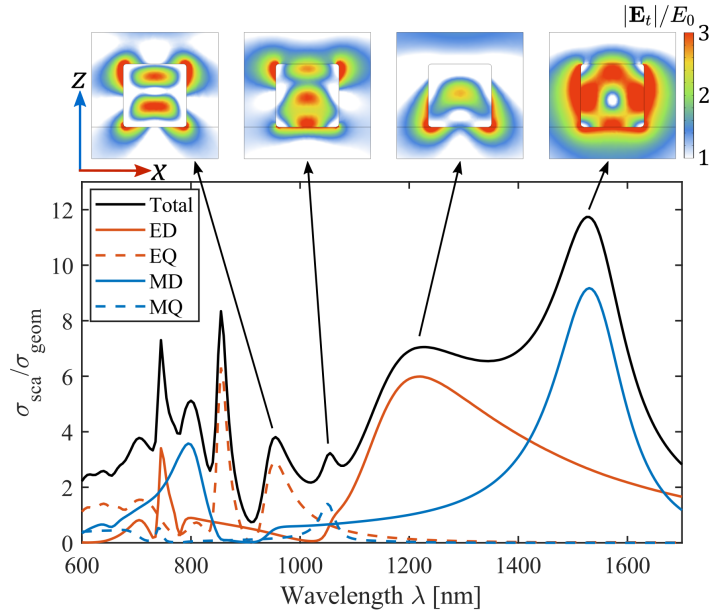 |E_t|/E_0
3
2
1
Z
X
Total
ED
EQ
MD
MQ
12
10
8
6
4
2
0
σ_sca/σ_geom
600 800 1000 1200 1400 1600
Wavelength λ [nm]